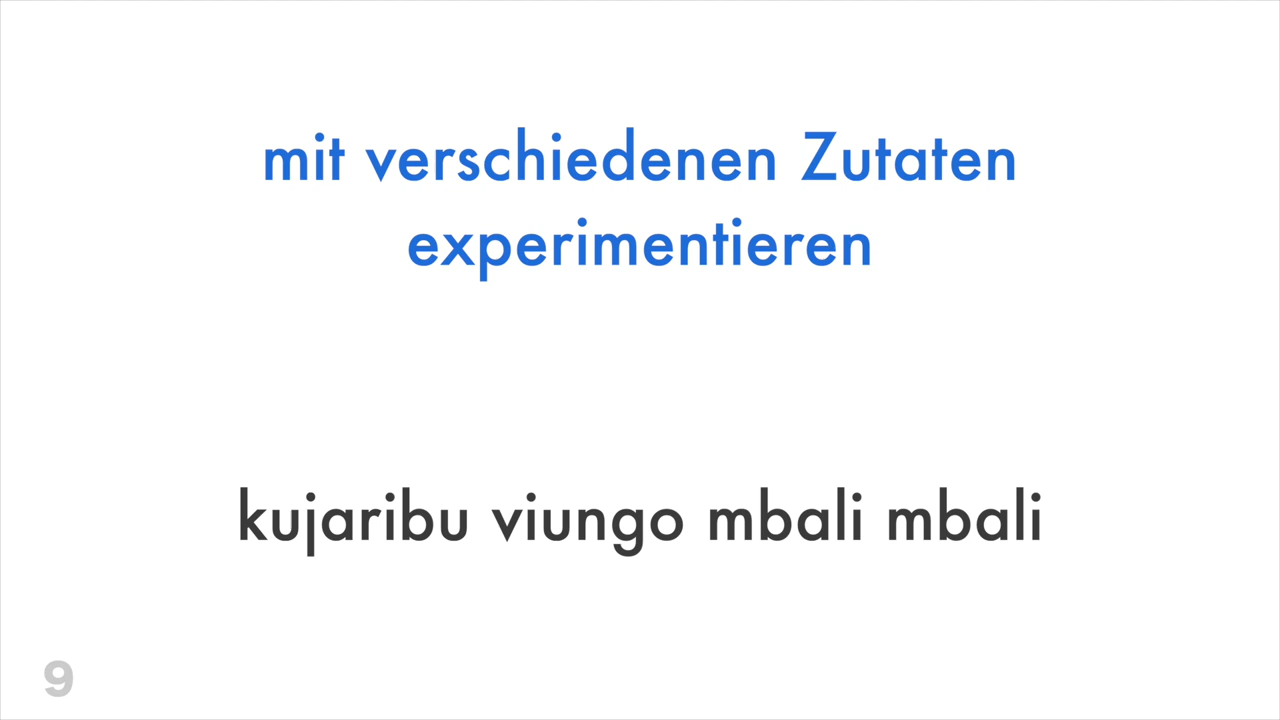 mit verschiedenen Zutaten
experimentieren
kujaribu viungo mbali mbali
9